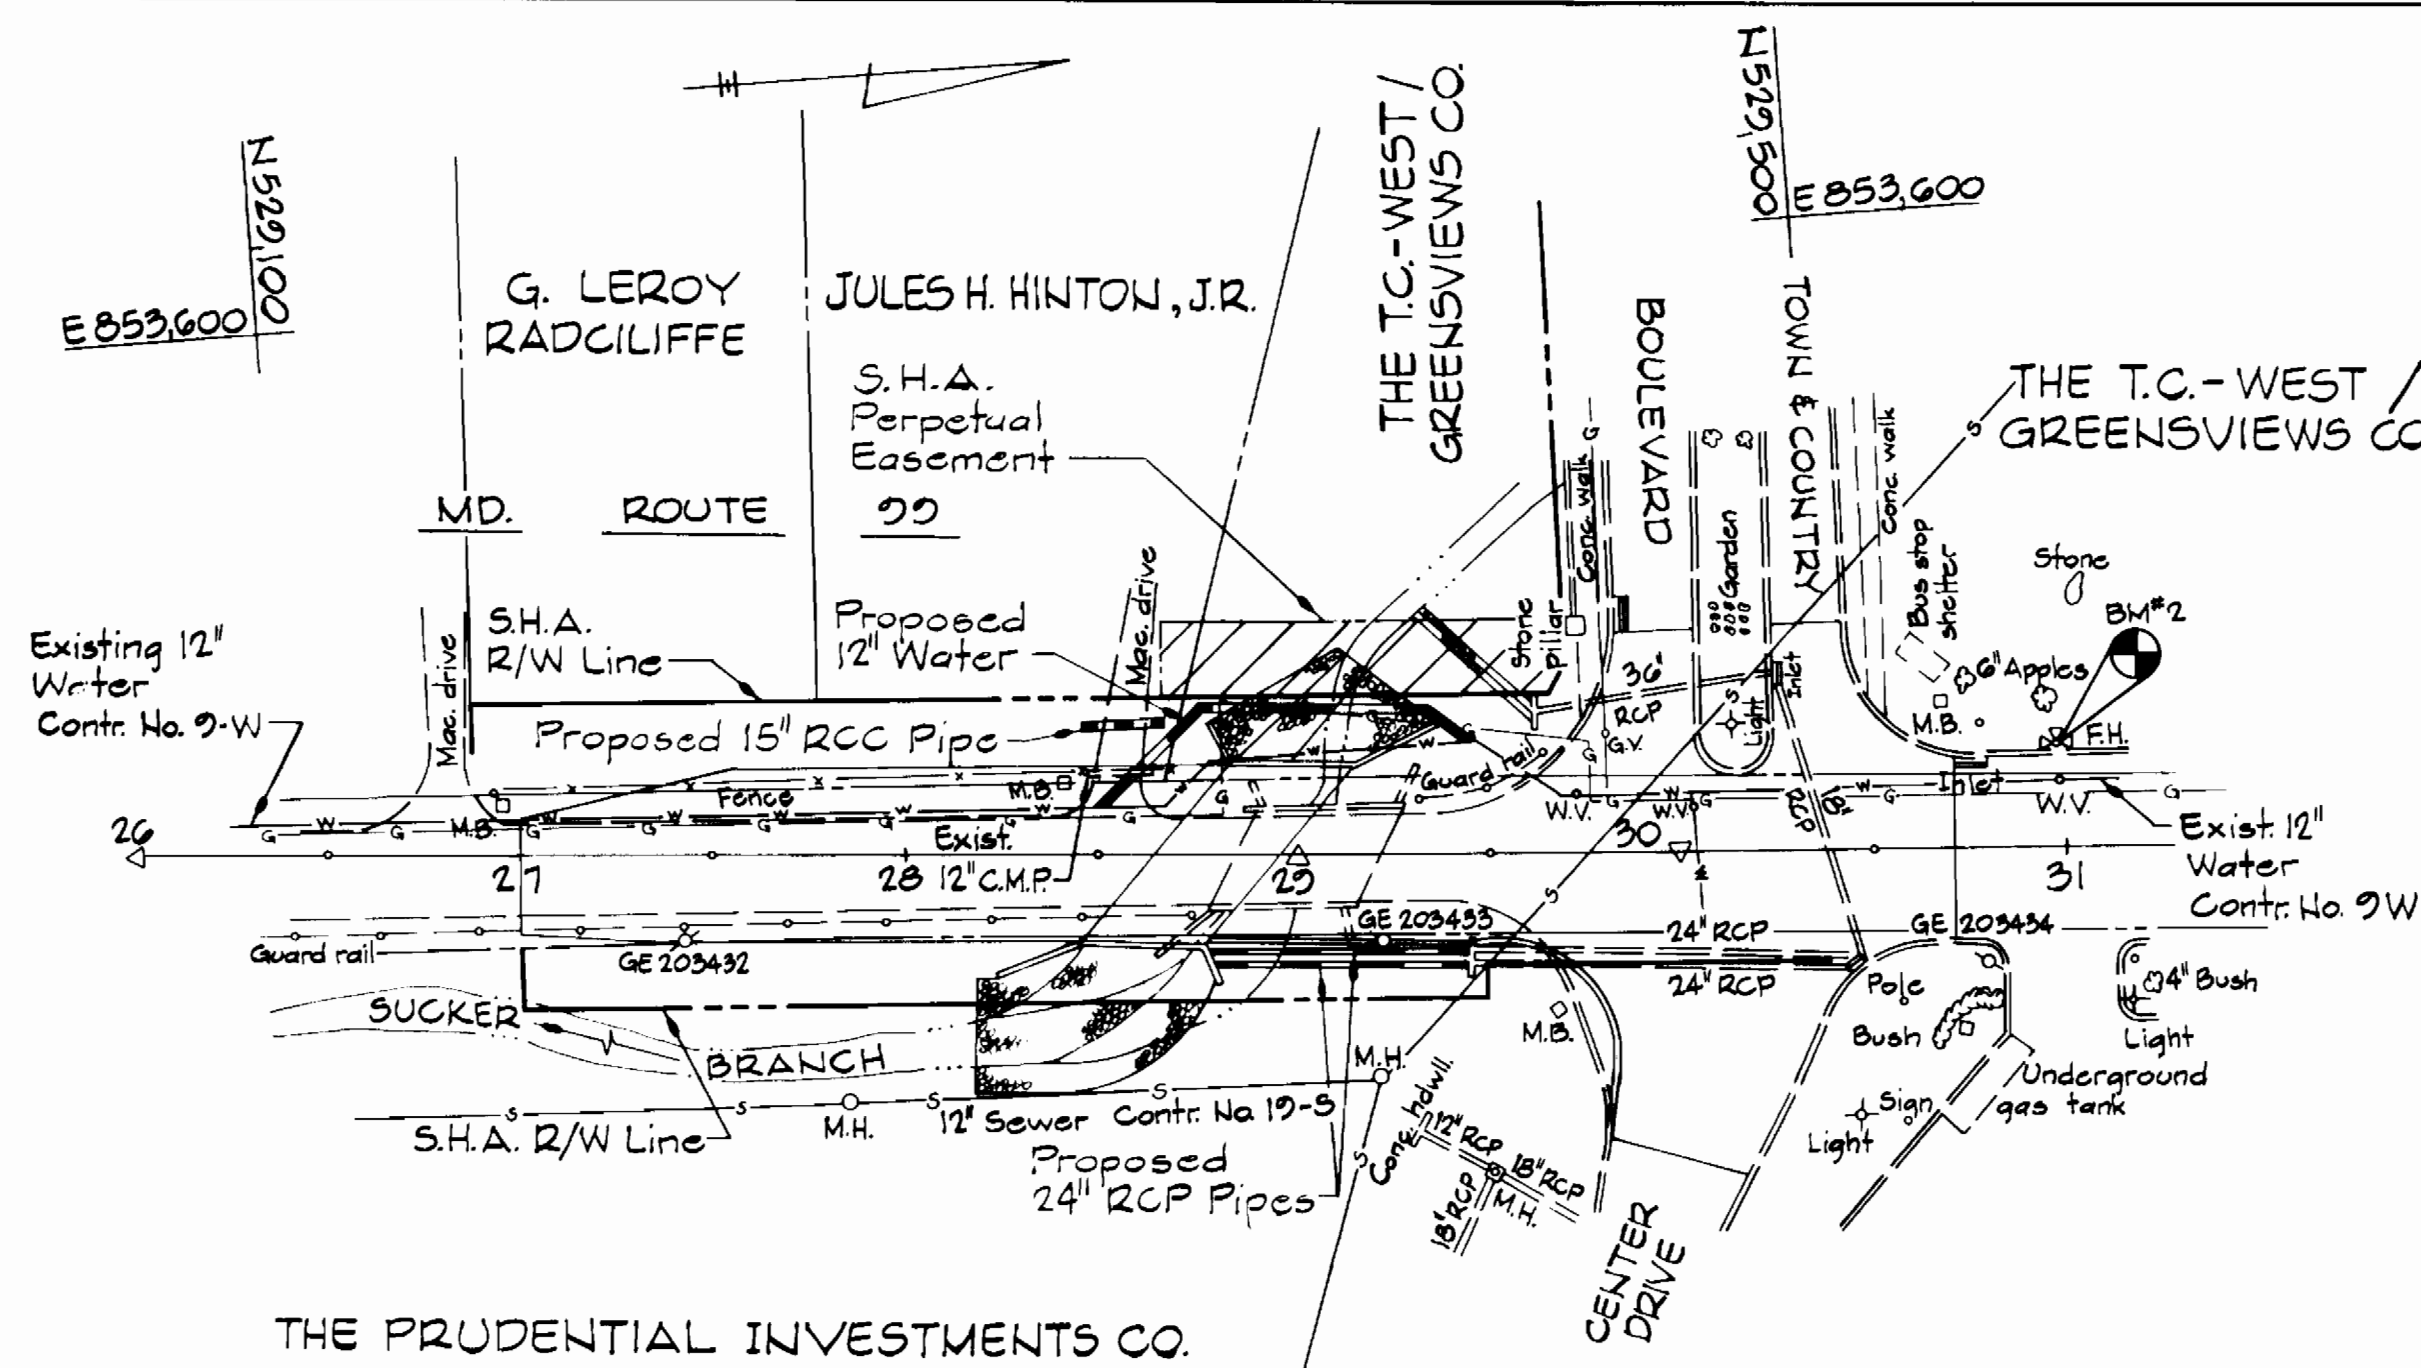 N 529,100
E 853,600
G. LEROY
RADCILIFFE
JULES H. HINTON, J.R.
THE T.C.-WEST /
GREENSVIEWS CO.
N 529,500
E 853,600
BOULEVARD
TOWN & COUNTRY
THE T.C.-WEST /
GREENSVIEWS CO
S.H.A.
Perpetual
Easement
MD. ROUTE 99
Existing 12"
Water
Contr. No. 9-W
Mac. drive
S.H.A.
R/W Line
Proposed
12" Water
Mac. drive
Stone
pillar
Conc. walk
G
Garden
Conc. walk
S
Bus stop
shelter
Stone
BM#2
6" Apples
M.B.
F.H.
Proposed 15" RCC Pipe
36"
RCP
Inlet
Light
S
G.V.
Guard rail
Fence
M.B.
M.B.
W
G
W.V.
W.V.
Inlet
W.V.
18"
RCP
Exist.
12" C.M.P.
26
27
28
29
30
31
Exist. 12"
Water
Contr. No. 9W
Guard rail
GE 203432
GE 203433
GE 203434
24" RCP
24" RCP
Pole
Bush
4" Bush
Light
M.B.
SUCKER
BRANCH
S.H.A. R/W Line
M.H.
M.H.
12" Sewer Contr. No. 19-S
Proposed
24" RCP Pipes
Conc. hdwll.
12" RCP
18" RCP
18" RCP
M.H.
Sign
Light
Underground
gas tank
CENTER
DRIVE
THE PRUDENTIAL INVESTMENTS CO.